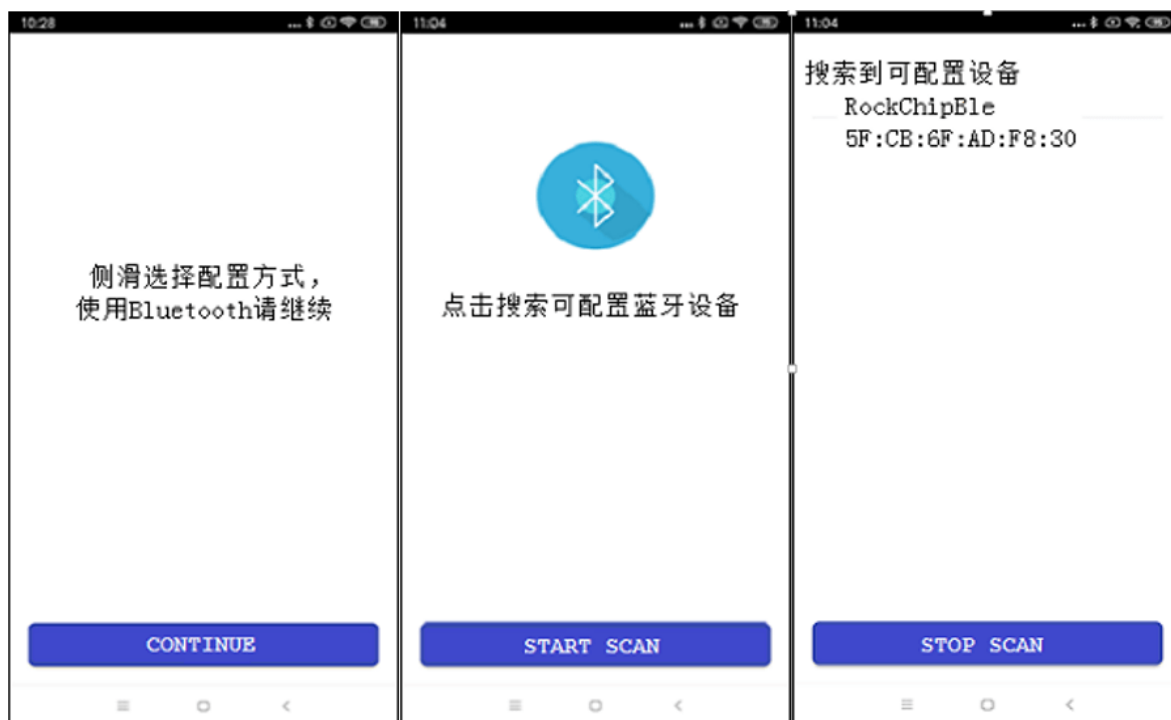 10:28
侧滑选择配置方式,
使用Bluetooth请继续
CONTINUE
11:04
点击搜索可配置蓝牙设备
START SCAN
11:04
搜索到可配置设备
RockChipBle
5F:CB:6F:AD:F8:30
STOP SCAN